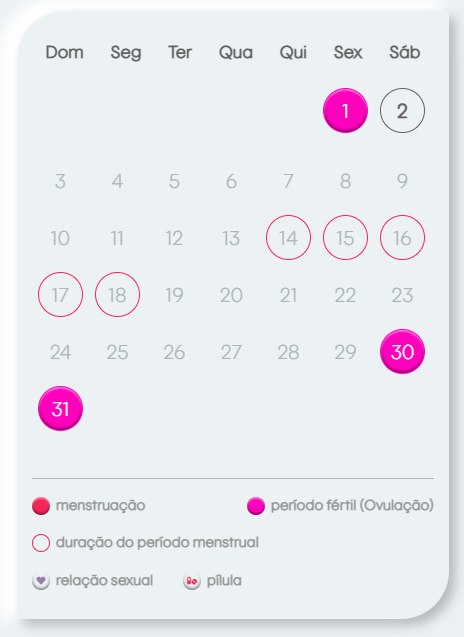 Dom Seg Ter Qua Qui Sex Sáb
1 2
3 4 5 6 7 8 9
10 11 12 13 14 15 16
17 18 19 20 21 22 23
24 25 26 27 28 29 30
31
menstruação período fértil (Ovulação)
duração do período menstrual
relação sexual pílula